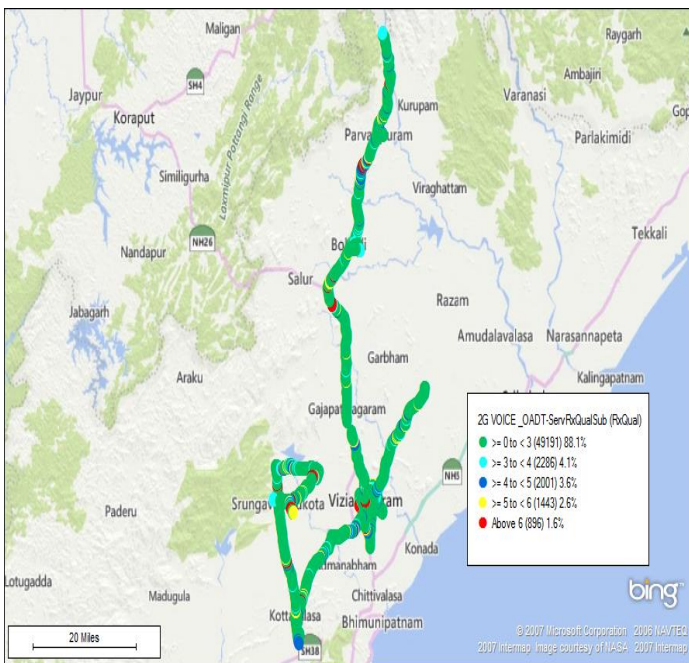 Maligan
Raygarh
SH4
Ambajiri
Jaypur
Varanasi
Gop
Koraput
Kurupam
Laxmipur Pottangi Range
Parlakimidi
Similigurha
Viraghattam
NH26
Tekkali
Nandapur
Salur
Razam
Jabagarh
Amudalavalasa
Narasannapeta
Garbham
Araku
Kalingapatnam
2G VOICE _OADT-ServRxQualSub (RxQual)
>= 0 to < 3 (49191) 88.1%
>= 3 to < 4 (2286) 4.1%
>= 4 to < 5 (2001) 3.6%
>= 5 to < 6 (1443) 2.6%
Above 6 (896) 1.6%
NH5
Paderu
Konada
Lotugadda
Madugula
Chittivalasa
Bhimunipatnam
SH38
20 Miles
bing
© 2007 Microsoft Corporation 2006 NAVTEQ
2007 Intermap Image courtesy of NASA 2007 Intermap